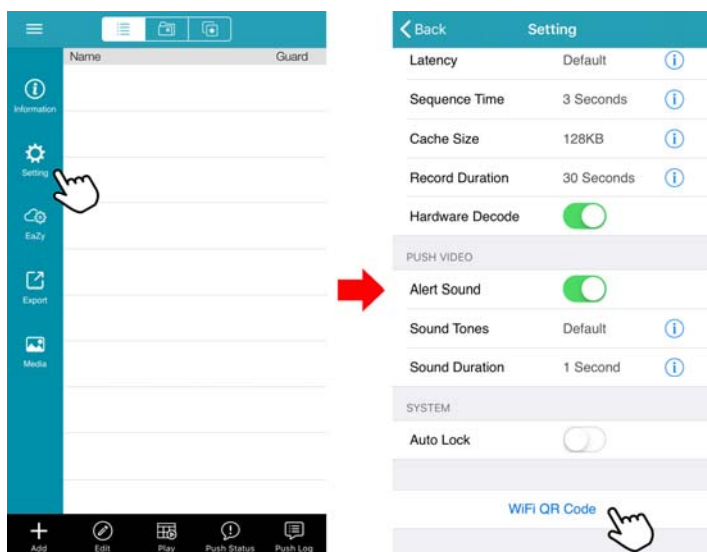 Name Guard
Information
Setting
EaZy
Export
Media
Add Edit Play Push Status Push Log
Back Setting
Latency Default
Sequence Time 3 Seconds
Cache Size 128KB
Record Duration 30 Seconds
Hardware Decode
PUSH VIDEO
Alert Sound
Sound Tones Default
Sound Duration 1 Second
SYSTEM
Auto Lock
WiFi QR Code